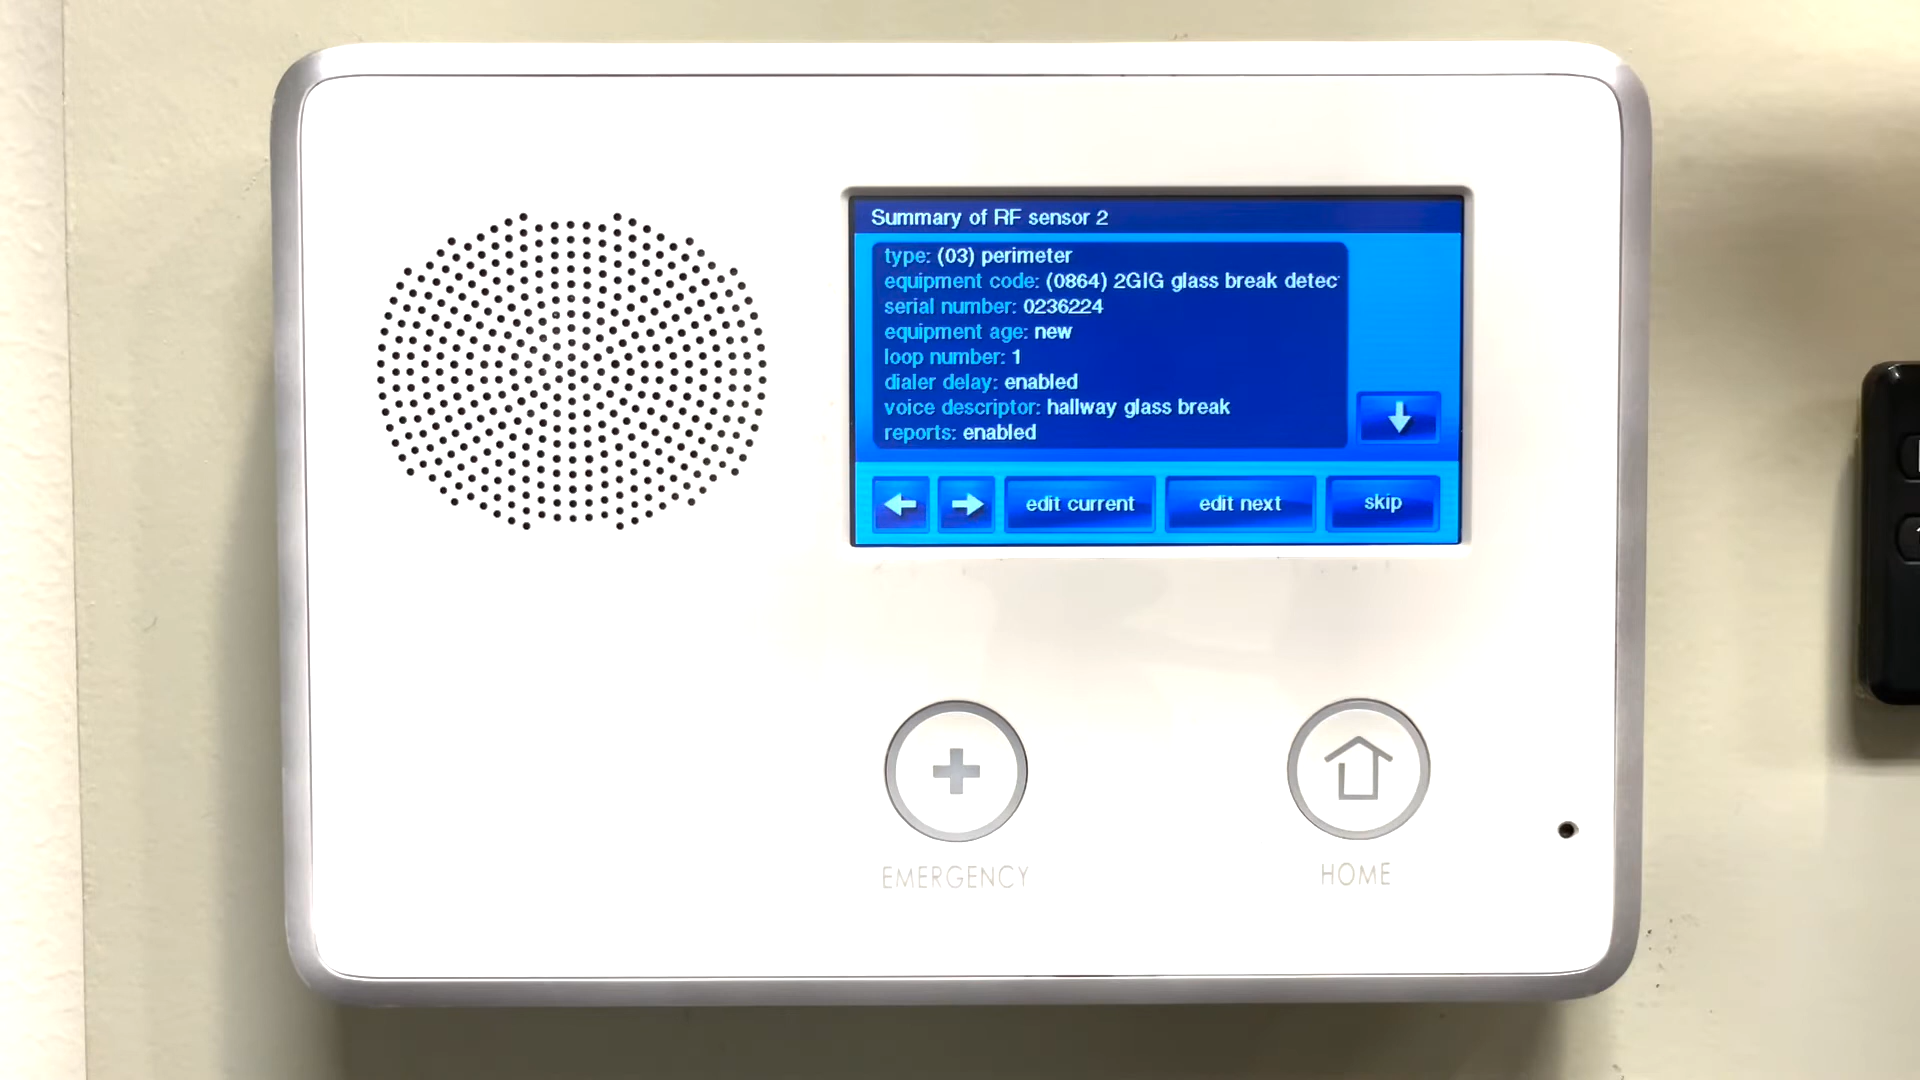 Summary of RF sensor 2
type: (03) perimeter
equipment code: (0864) 2GIG glass break detec
serial number: 0236224
equipment age: new
loop number: 1
dialer delay: enabled
voice descriptor: hallway glass break
reports: enabled
edit current
edit next
skip
EMERGENCY
HOME